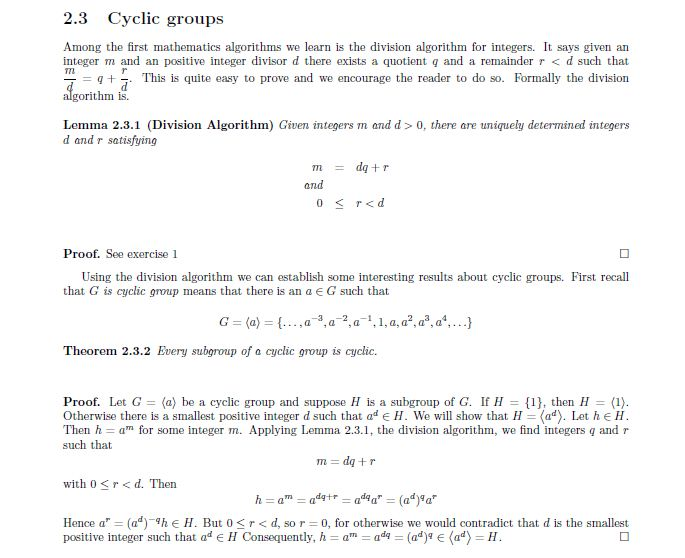 2.3 Cyclic groups
Among the first mathematics algorithms we learn is the division algorithm for integers. It says given an
integer m and an positive integer divisor d there exists a quotient q and a remainder r < d such that
m/d = q + r/d. This is quite easy to prove and we encourage the reader to do so. Formally the division
algorithm is.
Lemma 2.3.1 (Division Algorithm) Given integers m and d > 0, there are uniquely determined integers
d and r satisfying
m = dq + r
and
0 ≤ r < d
Proof. See exercise 1 □
Using the division algorithm we can establish some interesting results about cyclic groups. First recall
that G is cyclic group means that there is an a ∈ G such that
G = ⟨a⟩ = {…, a⁻³, a⁻², a⁻¹, 1, a, a², a³, a⁴, …}
Theorem 2.3.2 Every subgroup of a cyclic group is cyclic.
Proof. Let G = ⟨a⟩ be a cyclic group and suppose H is a subgroup of G. If H = {1}, then H = ⟨1⟩.
Otherwise there is a smallest positive integer d such that aᵈ ∈ H. We will show that H = ⟨aᵈ⟩. Let h ∈ H.
Then h = aᵐ for some integer m. Applying Lemma 2.3.1, the division algorithm, we find integers q and r
such that
m = dq + r
with 0 ≤ r < d. Then
h = a^m = a^{dq+r} = a^{dq}a^r = (a^d)^q a^r
Hence a^r = (a^d)^{−q}h ∈ H. But 0 ≤ r < d, so r = 0, for otherwise we would contradict that d is the smallest
positive integer such that a^d ∈ H Consequently, h = a^m = a^{dq} = (a^d)^q ∈ ⟨a^d⟩ = H. □